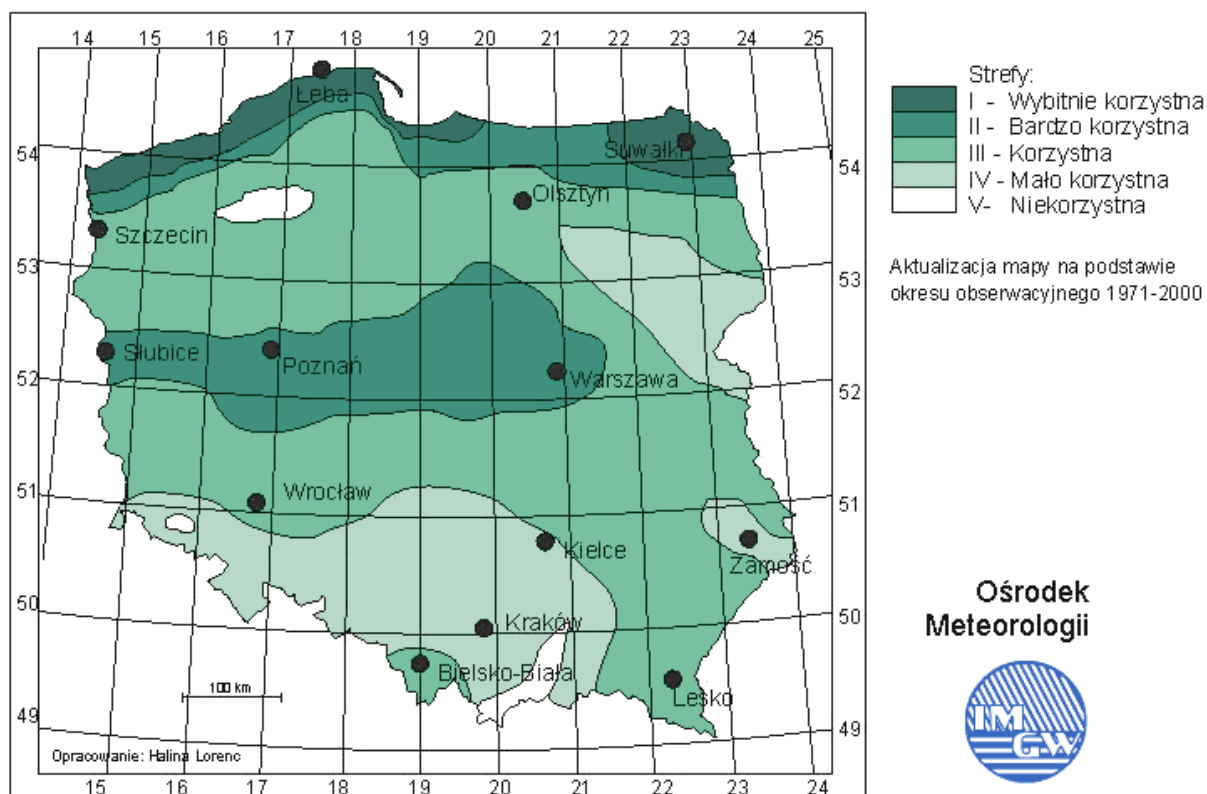 14 15 16 17 18 19 20 21 22 23 24 25
Łeba
54
Suwałki
54
Olsztyn
Szczecin
53
53
Słubice
Poznań
Warszawa
52
52
Wrocław
51
51
Kielce
Zamość
50
50
Kraków
Bielsko-Biała
Lesko
100 km
49
49
Opracowanie: Halina Lorenc
15 16 17 18 19 20 21 22 23 24
Strefy:
I - Wybitnie korzystna
II - Bardzo korzystna
III - Korzystna
IV - Mało korzystna
V- Niekorzystna
Aktualizacja mapy na podstawie
okresu obserwacyjnego 1971-2000
Ośrodek
Meteorologii
IM
GW